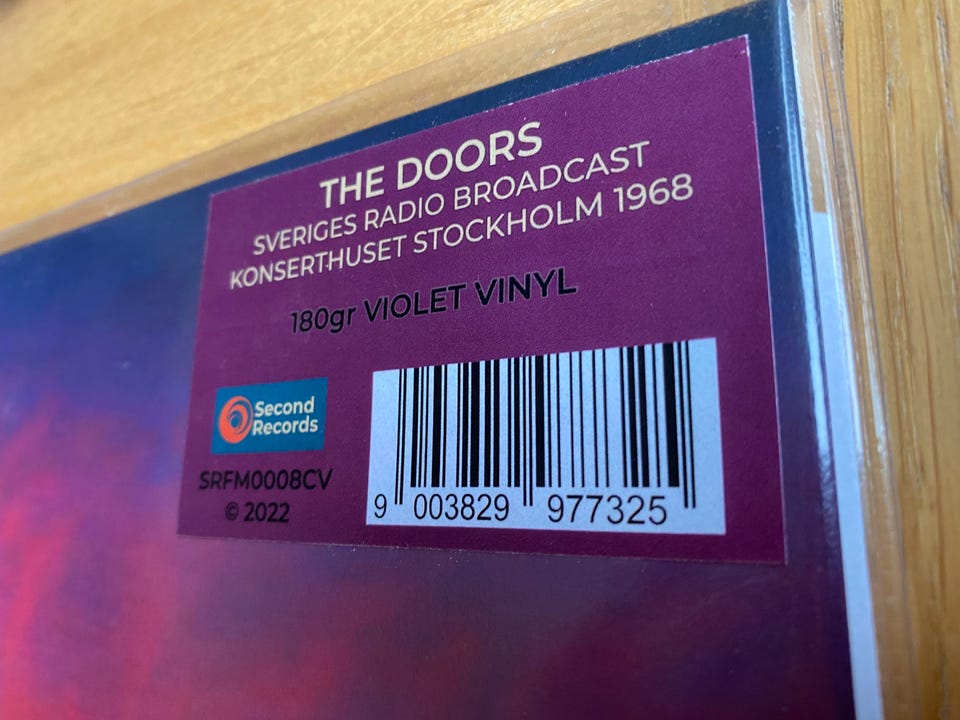 THE DOORS
SVERIGES RADIO BROADCAST
KONSERTHUSET STOCKHOLM 1968
180gr VIOLET VINYL
Second
Records
SRFM0008CV
© 2022
9 003829 977325